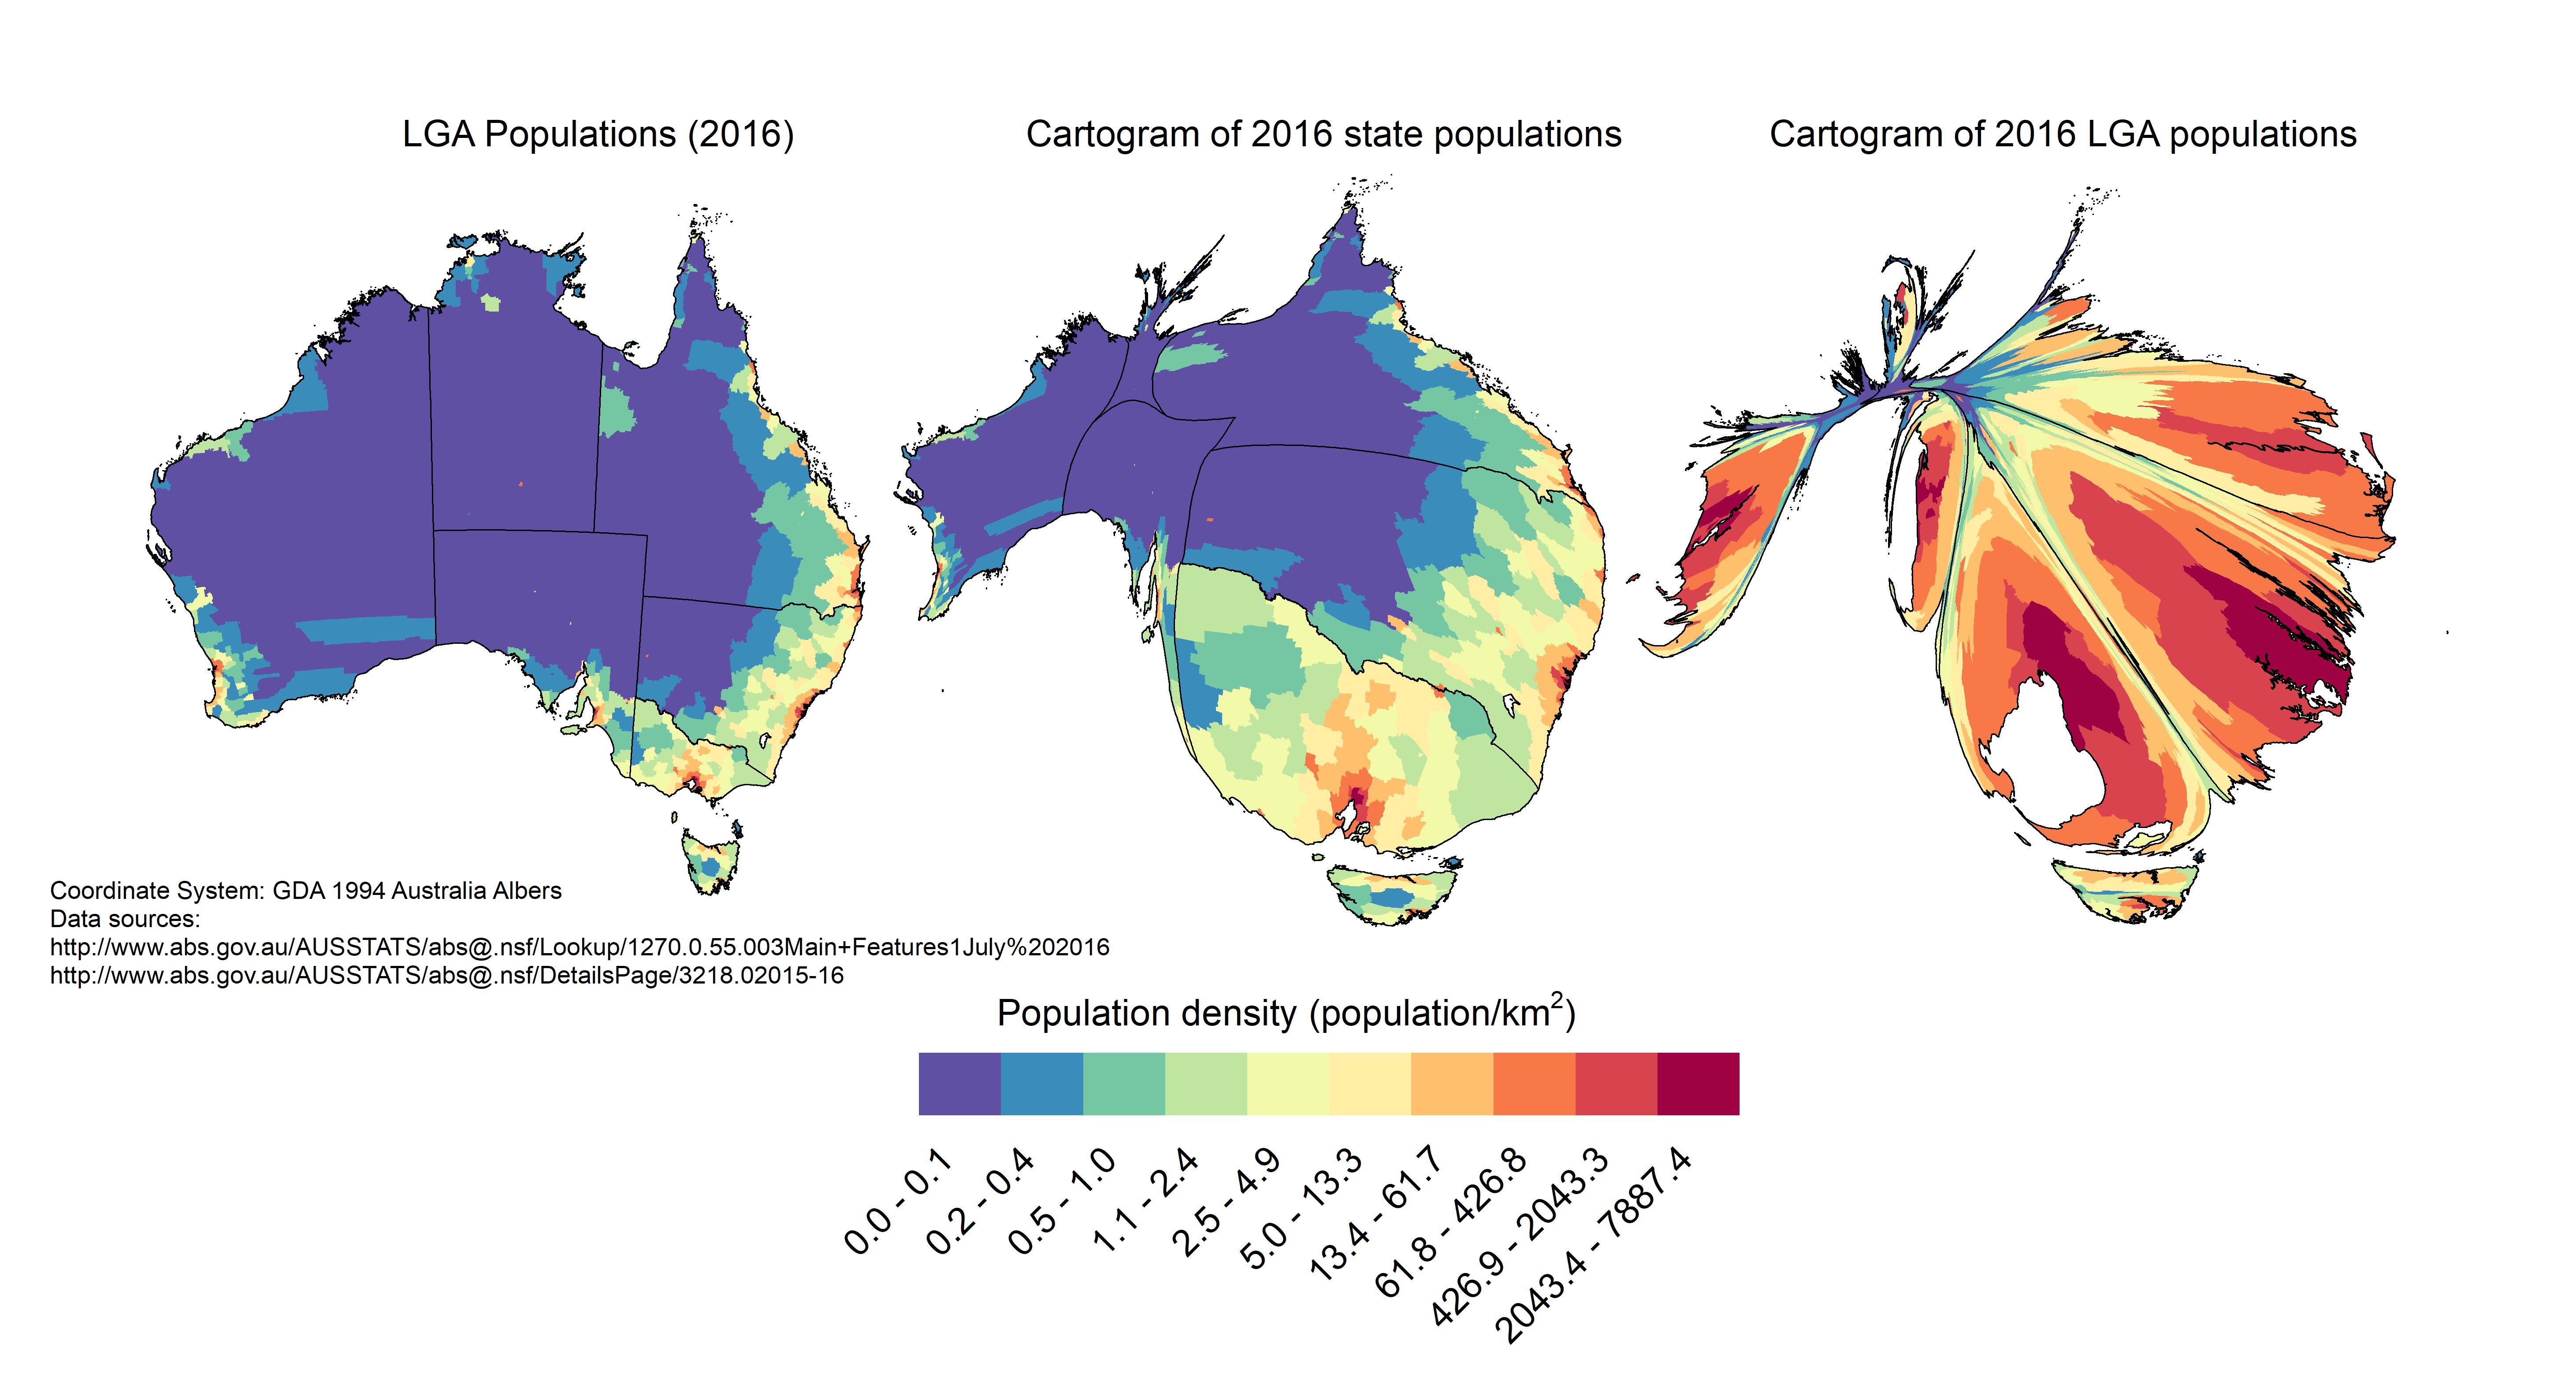 LGA Populations (2016)
Cartogram of 2016 state populations
Cartogram of 2016 LGA populations
Coordinate System: GDA 1994 Australia Albers
Data sources:
http://www.abs.gov.au/AUSSTATS/abs@.nsf/Lookup/1270.0.55.003Main+Features1July%202016
http://www.abs.gov.au/AUSSTATS/abs@.nsf/DetailsPage/3218.02015-16
Population density (population/km²)
0.0 - 0.1
0.2 - 0.4
0.5 - 1.0
1.1 - 2.4
2.5 - 4.9
5.0 - 13.3
13.4 - 61.7
61.8 - 426.8
426.9 - 2043.3
2043.4 - 7887.4